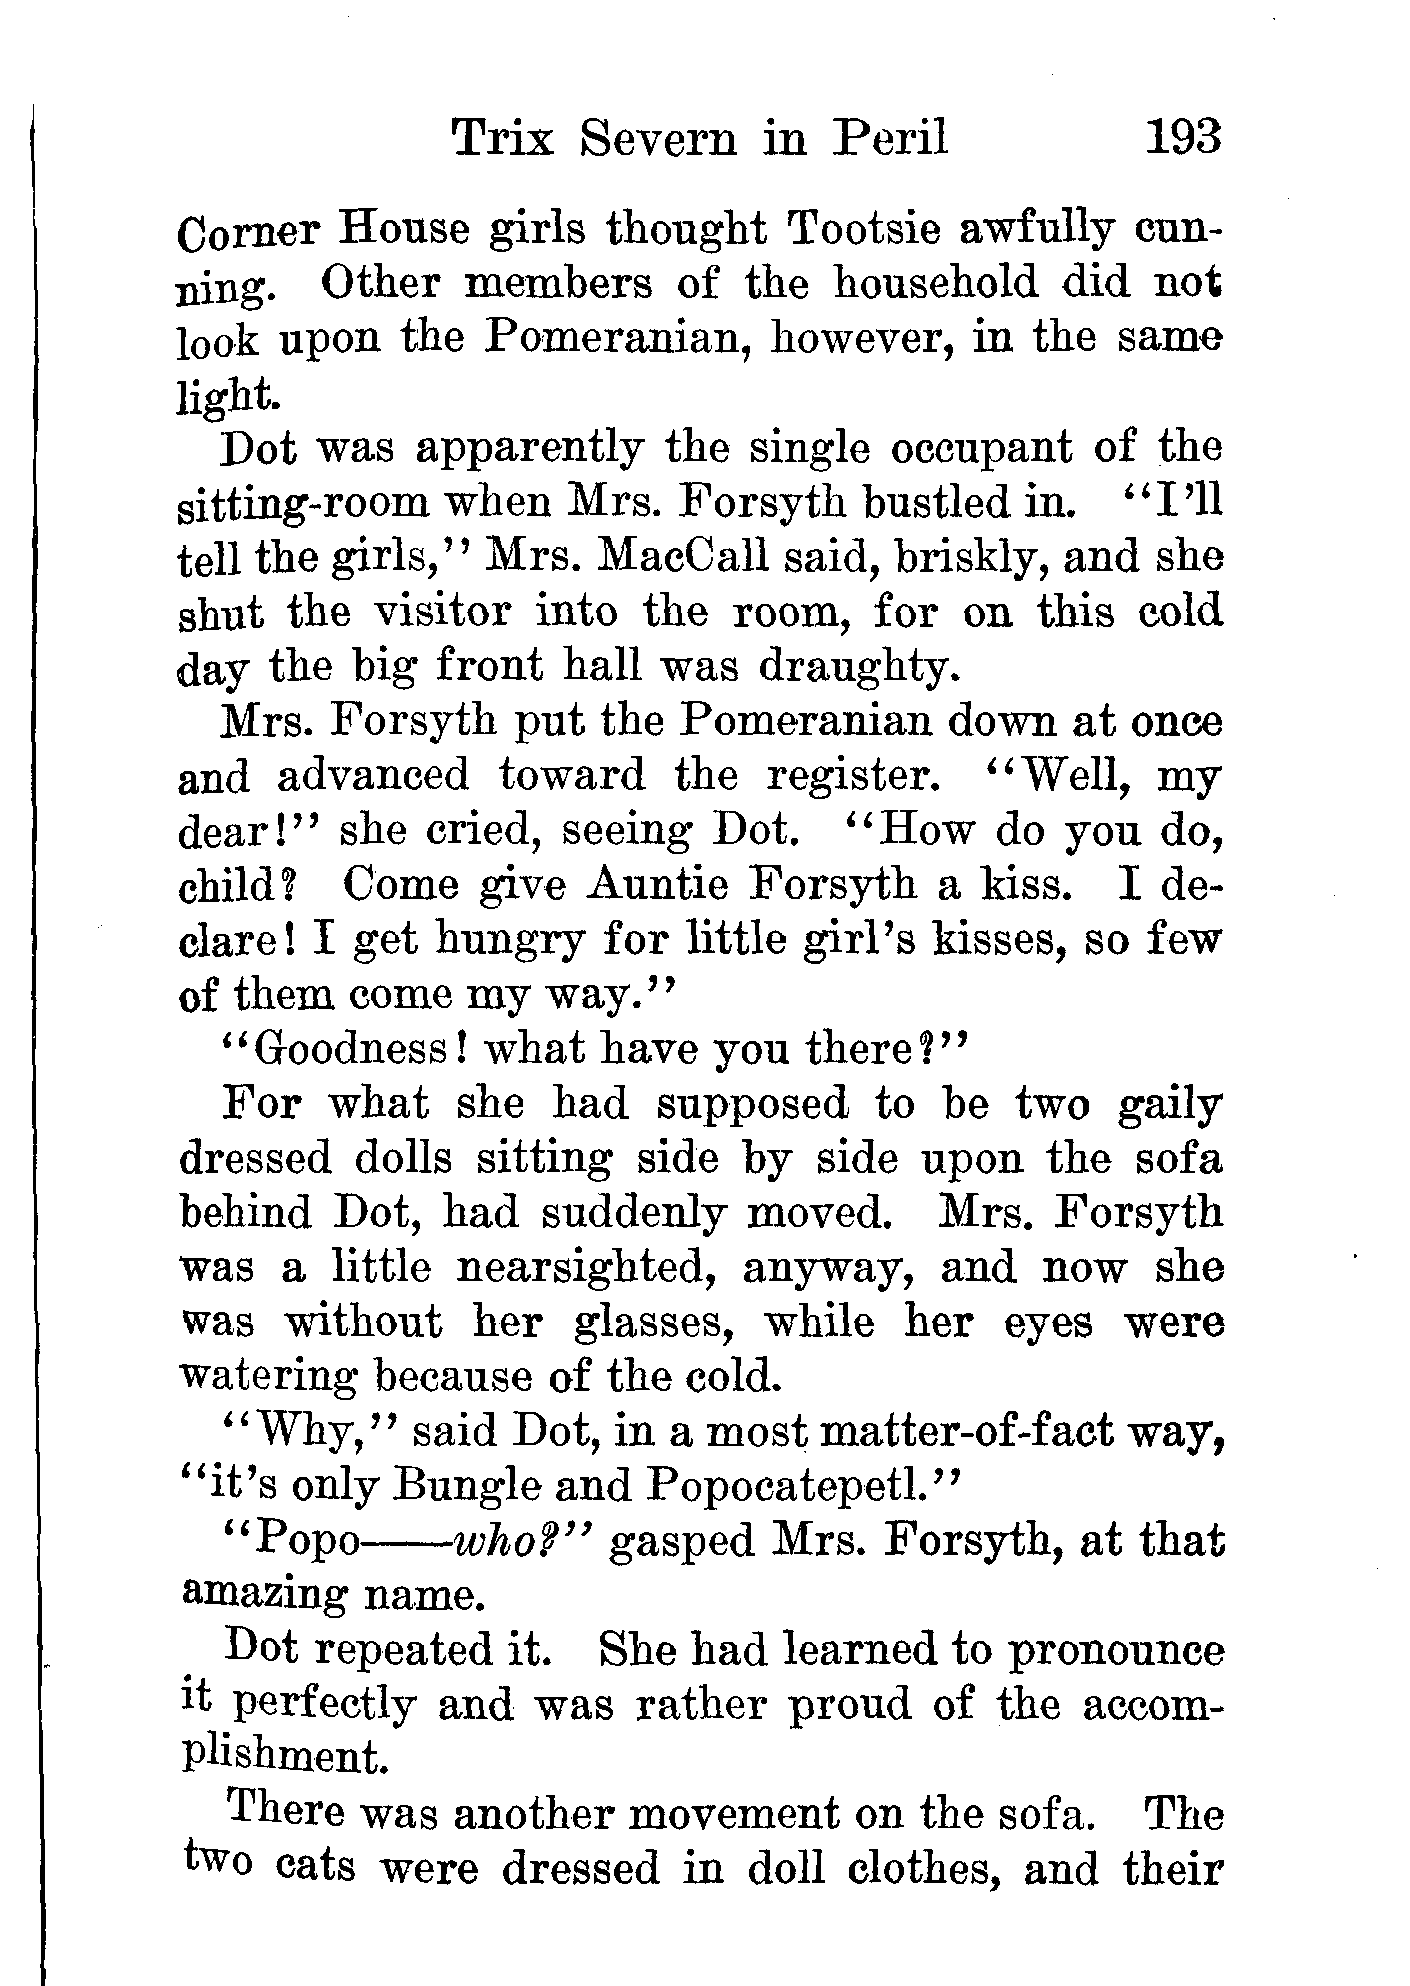 Trix Severn in Peril 193
Corner House girls thought Tootsie awfully cun-
ning. Other members of the household did not
look upon the Pomeranian, however, in the same
light.
Dot was apparently the single occupant of the
sitting-room when Mrs. Forsyth bustled in. "I'll
tell the girls," Mrs. MacCall said, briskly, and she
shut the visitor into the room, for on this cold
day the big front hall was draughty.
Mrs. Forsyth put the Pomeranian down at once
and advanced toward the register. "Well, my
dear!" she cried, seeing Dot. "How do you do,
child? Come give Auntie Forsyth a kiss. I de-
clare! I get hungry for little girl's kisses, so few
of them come my way."
"Goodness! what have you there?"
For what she had supposed to be two gaily
dressed dolls sitting side by side upon the sofa
behind Dot, had suddenly moved. Mrs. Forsyth
was a little nearsighted, anyway, and now she
was without her glasses, while her eyes were
watering because of the cold.
"Why," said Dot, in a most matter-of-fact way,
"it's only Bungle and Popocatepetl."
"Popo——who?" gasped Mrs. Forsyth, at that
amazing name.
Dot repeated it. She had learned to pronounce
it perfectly and was rather proud of the accom-
plishment.
There was another movement on the sofa. The
two cats were dressed in doll clothes, and their